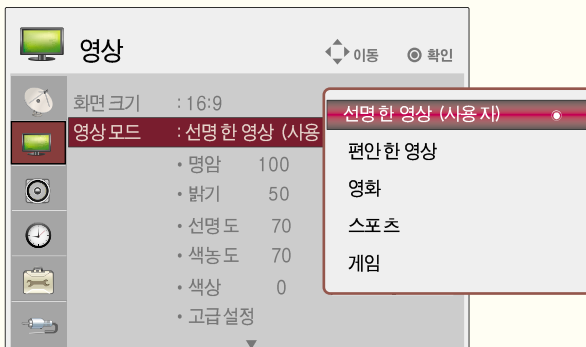 영상 이동 확인
화면 크기 : 16:9
영상 모드 : 선명한 영상 (사용
• 명암 100
• 밝기 50
• 선명도 70
• 색농도 70
• 색상 0
• 고급 설정
선명한 영상 (사용자)
편안한 영상
영화
스포츠
게임